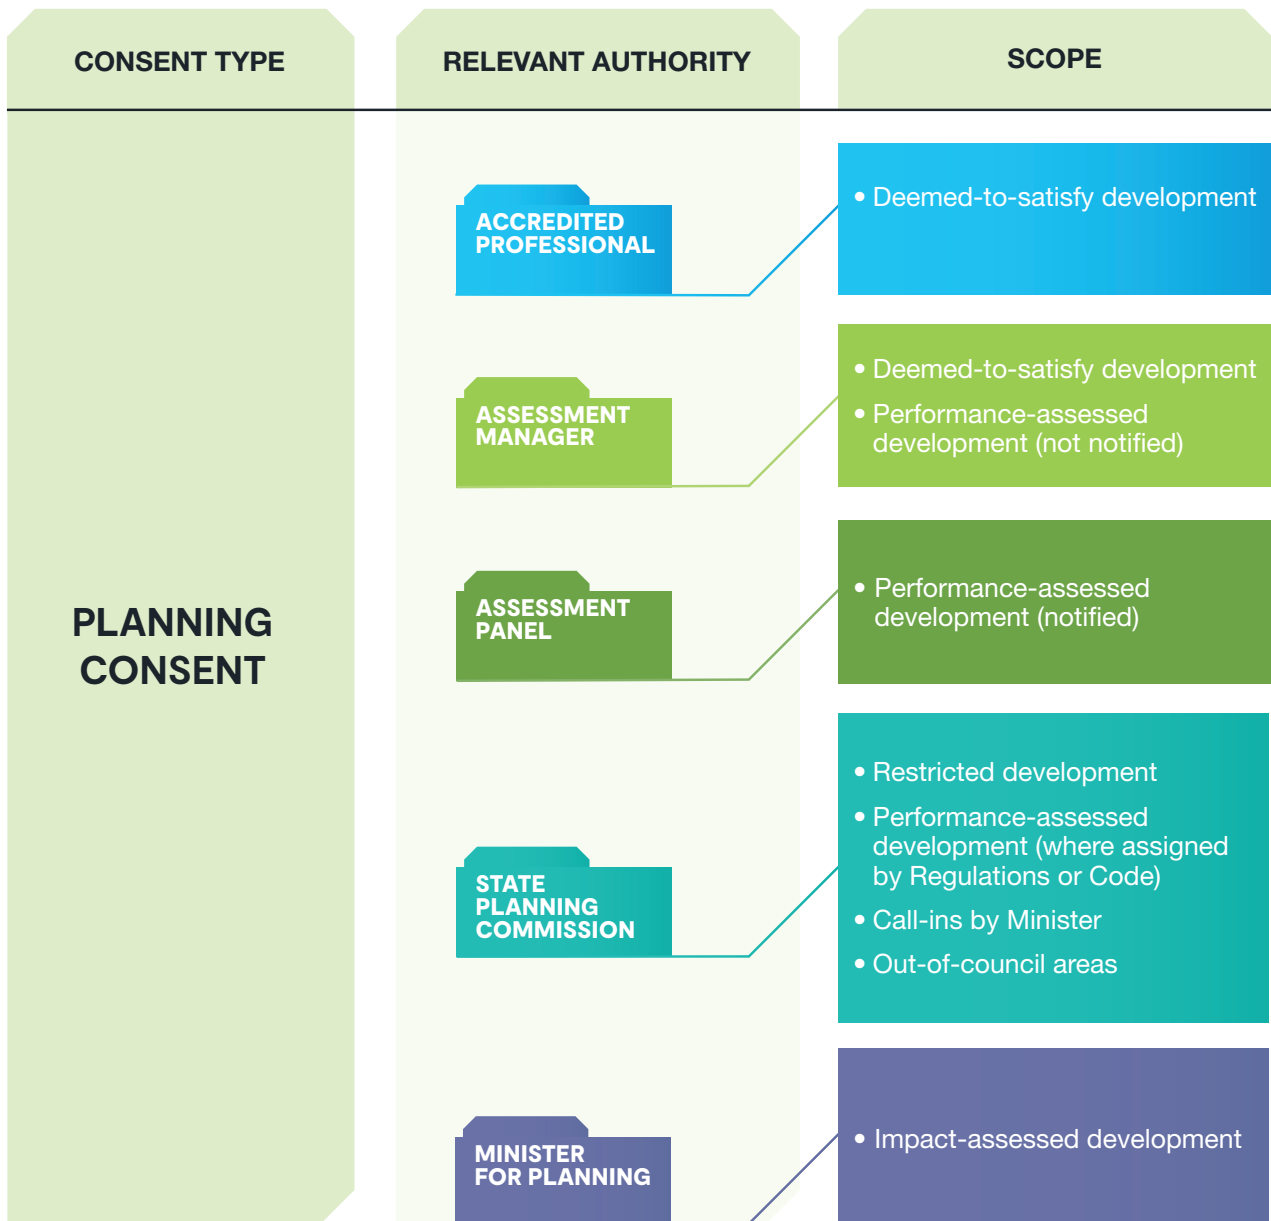 CONSENT TYPE
RELEVANT AUTHORITY
SCOPE
PLANNING
CONSENT
ACCREDITED
PROFESSIONAL
• Deemed-to-satisfy development
ASSESSMENT
MANAGER
• Deemed-to-satisfy development
• Performance-assessed
development (not notified)
ASSESSMENT
PANEL
• Performance-assessed
development (notified)
STATE
PLANNING
COMMISSION
• Restricted development
• Performance-assessed
development (where assigned
by Regulations or Code)
• Call-ins by Minister
• Out-of-council areas
MINISTER
FOR PLANNING
• Impact-assessed development